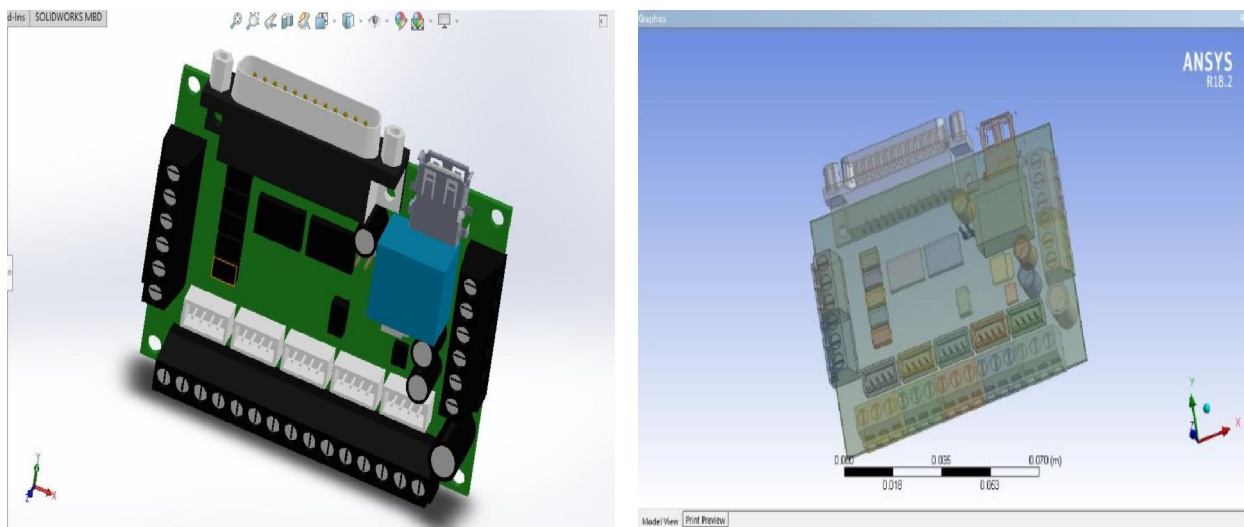 d-Ins
SOLIDWORKS MBD
Y
X
Z
Graphics
ANSYS
R18.2
Y
X
Z
0.000
0.035
0.070 (m)
0.018
0.053
Model View
Print Preview